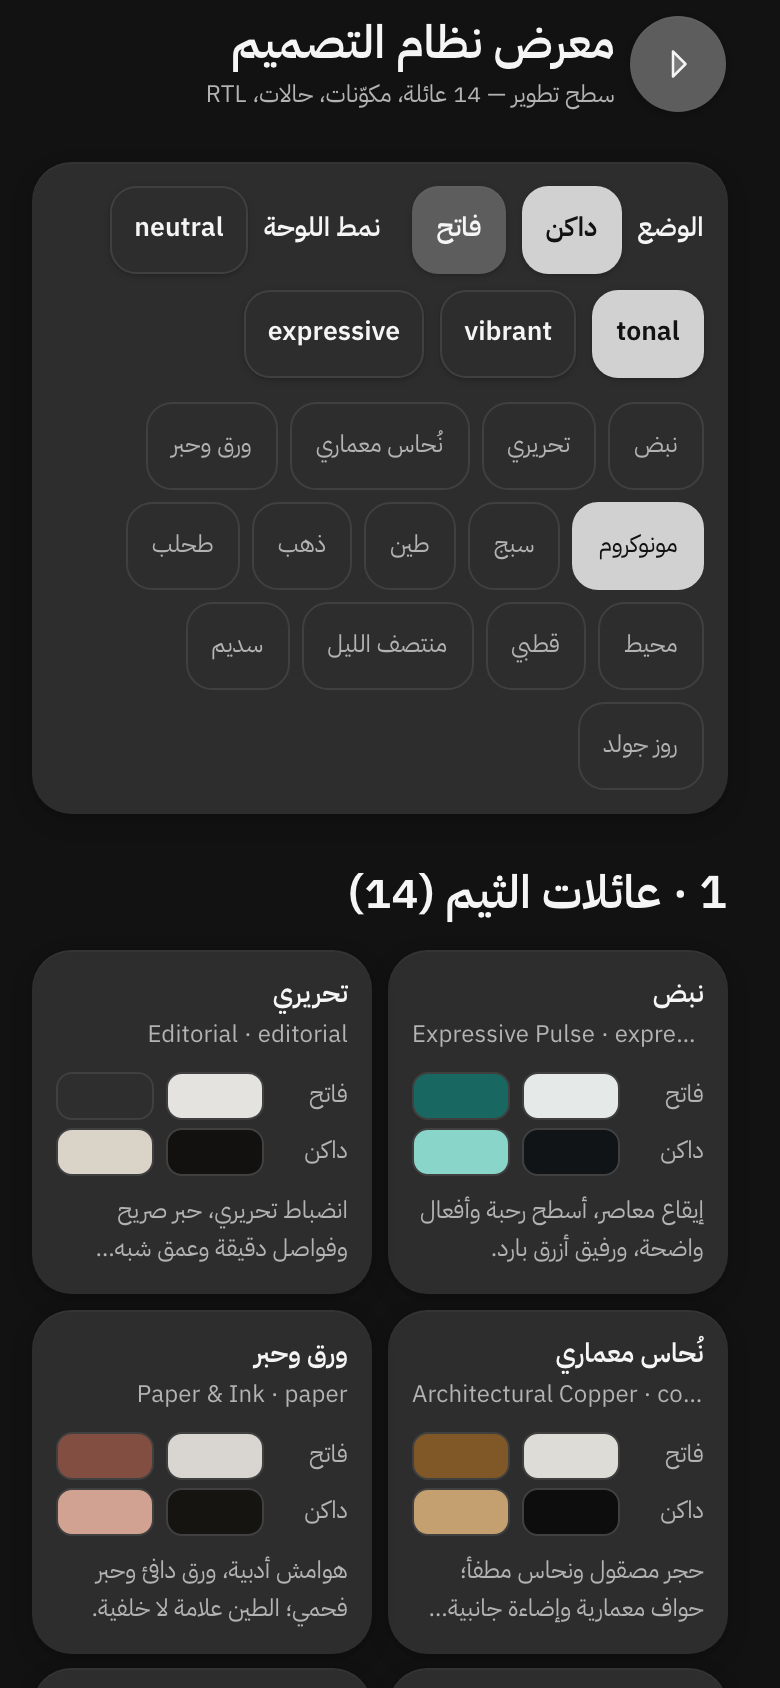 معرض نظام التصميم
سطح تطوير — 14 عائلة، مكوّنات، حالات، RTL
الوضع داكن فاتح نمط اللوحة neutral
tonal vibrant expressive
نبض تحريري نُحاس معماري ورق وحبر
مونوكروم سبج طين ذهب طحلب
محيط قطبي منتصف الليل سديم
روز جولد
1 · عائلات الثيم (14)
نبض
Expressive Pulse · expre...
فاتح
داكن
إيقاع معاصر، أسطح رحبة وأفعال
واضحة، ورفيق أزرق بارد.
تحريري
Editorial · editorial
فاتح
داكن
انضباط تحريري، حبر صريح
وفواصل دقيقة وعمق شبه...
نُحاس معماري
Architectural Copper · co...
فاتح
داكن
حجر مصقول ونحاس مطفأ؛
حواف معمارية وإضاءة جانبية...
ورق وحبر
Paper & Ink · paper
فاتح
داكن
هوامش أدبية، ورق دافئ وحبر
فحمي؛ الطين علامة لا خلفية.